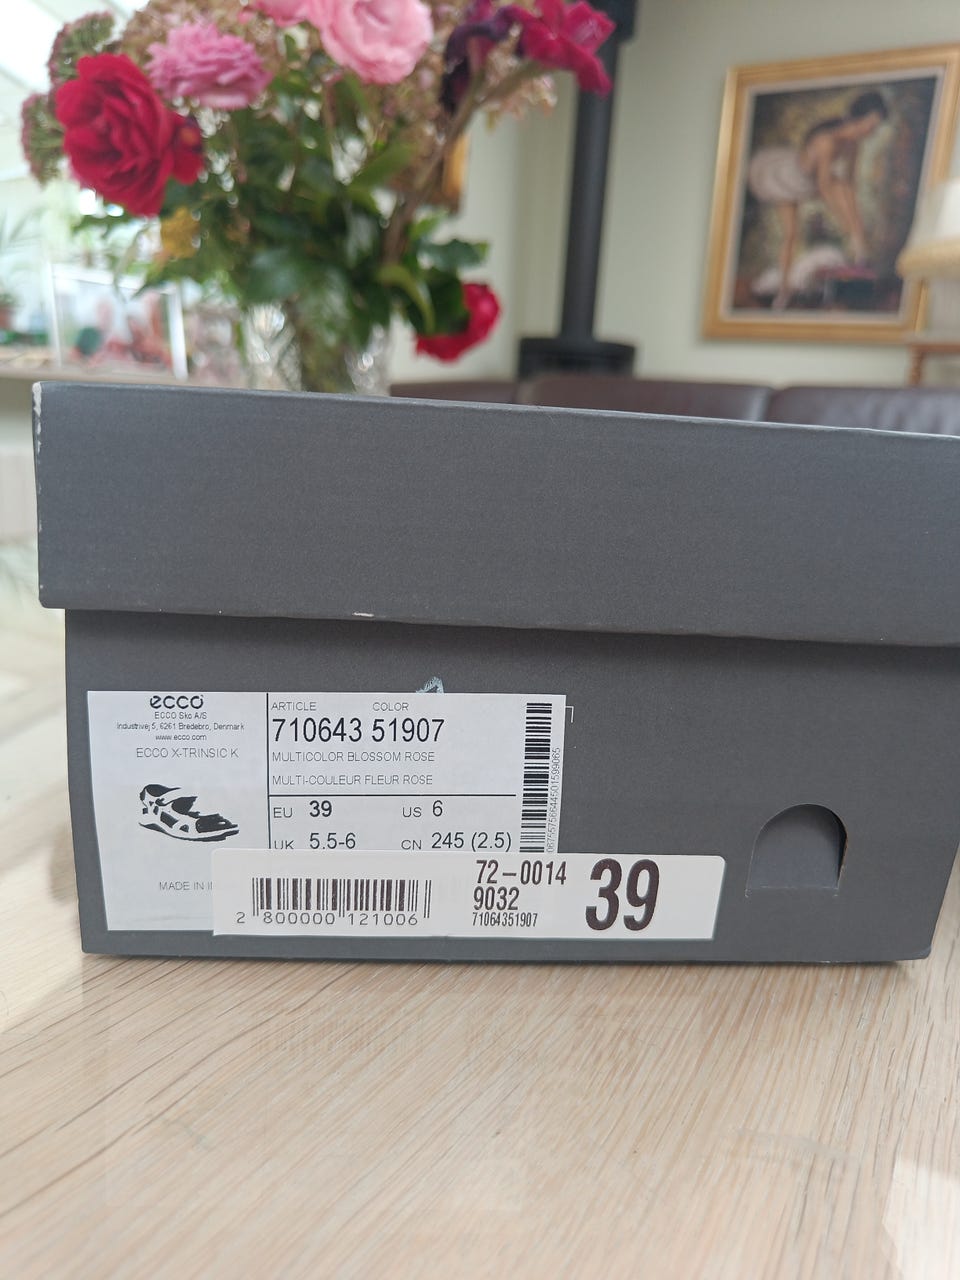 ecco
ECCO Sko A/S
Industrivej 5, 6261 Bredebro, Denmark
www.ecco.com
ECCO X-TRINSIC K
MADE IN
ARTICLE COLOR
710643 51907
MULTICOLOR BLOSSOM ROSE
MULTI-COULEUR FLEUR ROSE
EU 39 US 6
UK 5,5-6 CN 245 (2.5)
2 800000 121006
72-0014
9032
71064351907
39